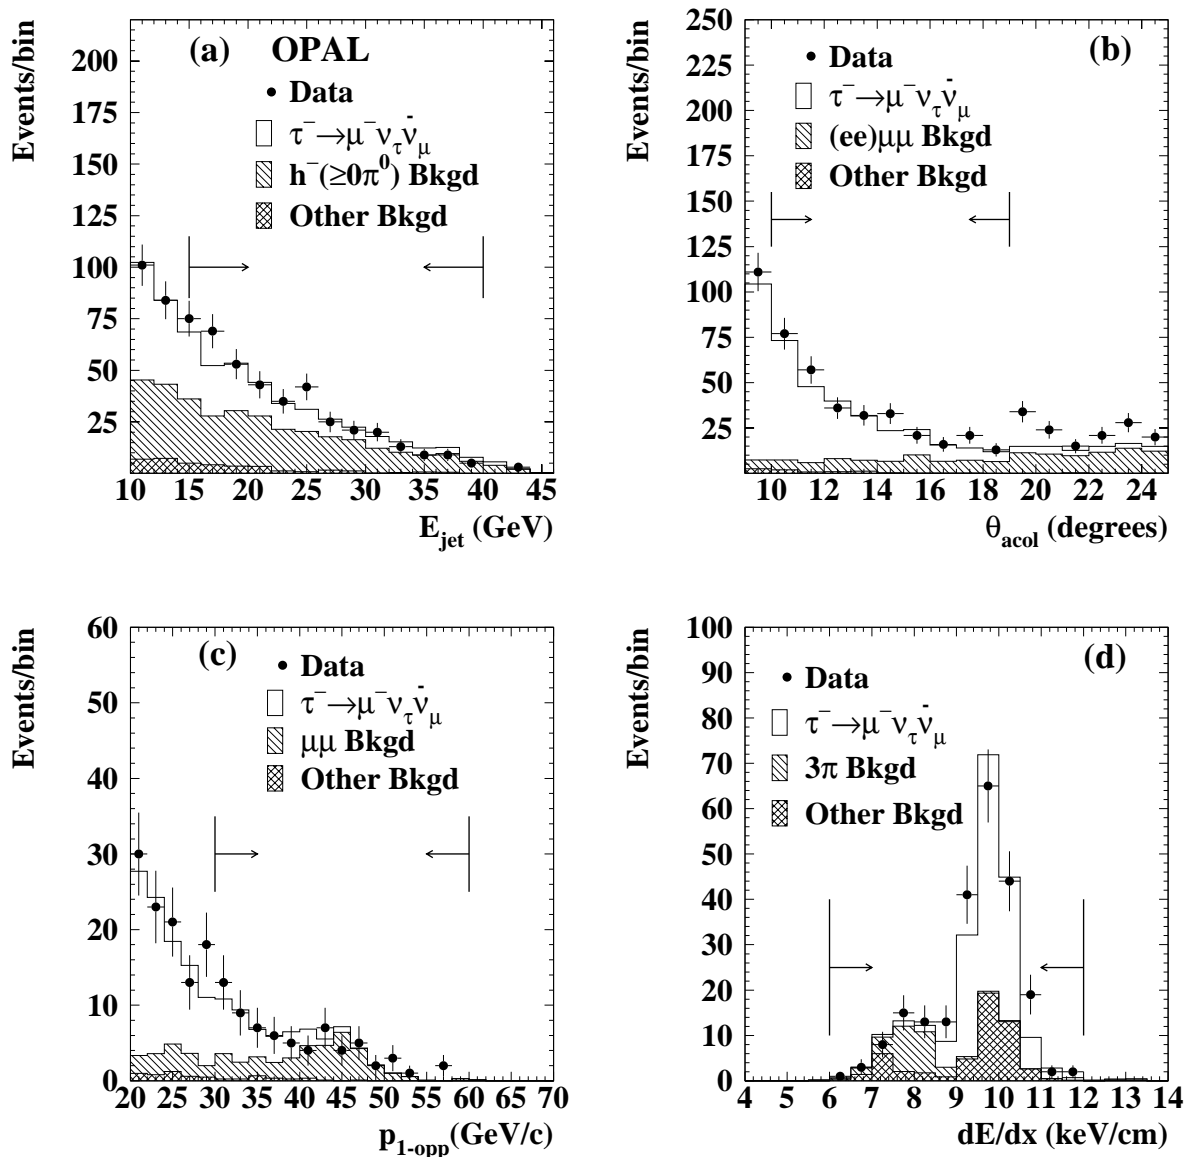 (a) OPAL
Data
τ⁻→μ⁻ν_τν̄_μ
h⁻(≥0π⁰) Bkgd
Other Bkgd
Events/bin
200
175
150
125
100
75
50
25
10 15 20 25 30 35 40 45
E_jet (GeV)
(b)
Data
τ⁻→μ⁻ν_τν̄_μ
(ee)μμ Bkgd
Other Bkgd
Events/bin
250
225
200
175
150
125
100
75
50
25
10 12 14 16 18 20 22 24
θ_acol (degrees)
(c)
Data
τ⁻→μ⁻ν_τν̄_μ
μμ Bkgd
Other Bkgd
Events/bin
60
50
40
30
20
10
0
20 25 30 35 40 45 50 55 60 65 70
p_1-opp(GeV/c)
(d)
Data
τ⁻→μ⁻ν_τν̄_μ
3π Bkgd
Other Bkgd
Events/bin
100
90
80
70
60
50
40
30
20
10
0
4 5 6 7 8 9 10 11 12 13 14
dE/dx (keV/cm)